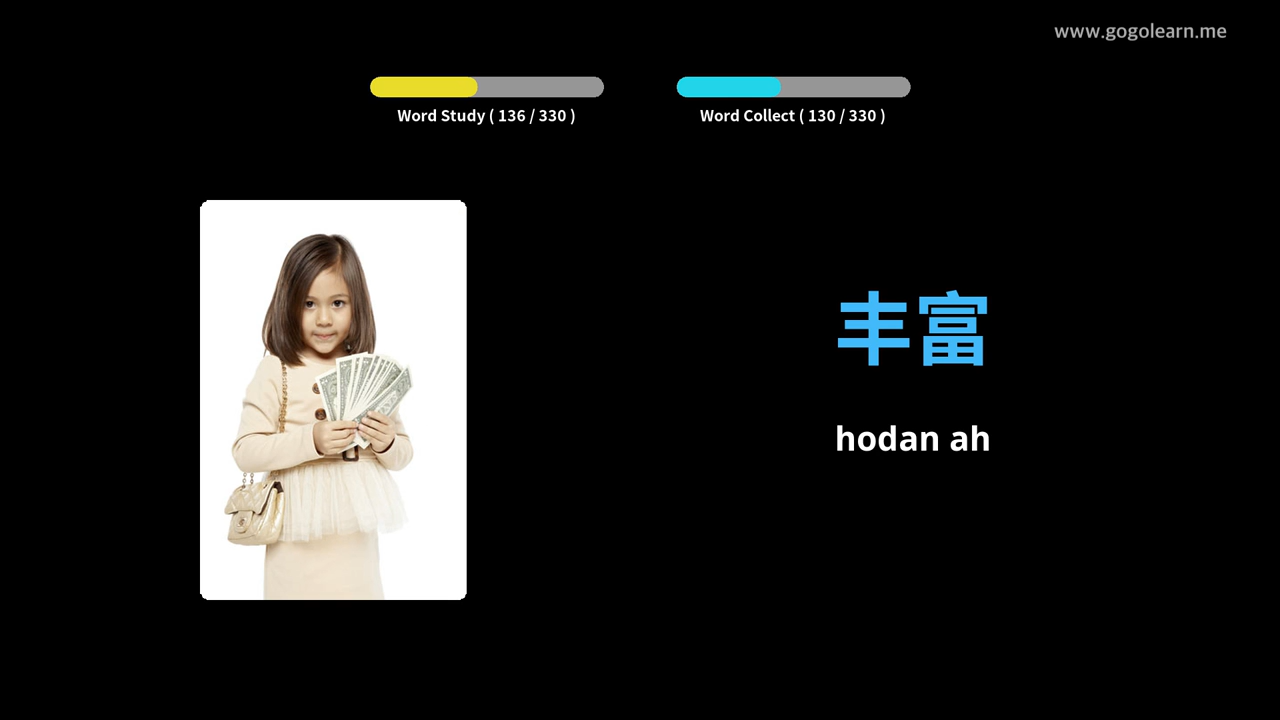 www.gogolearn.me
Word Study ( 136 / 330 )
Word Collect ( 130 / 330 )
丰富
hodan ah